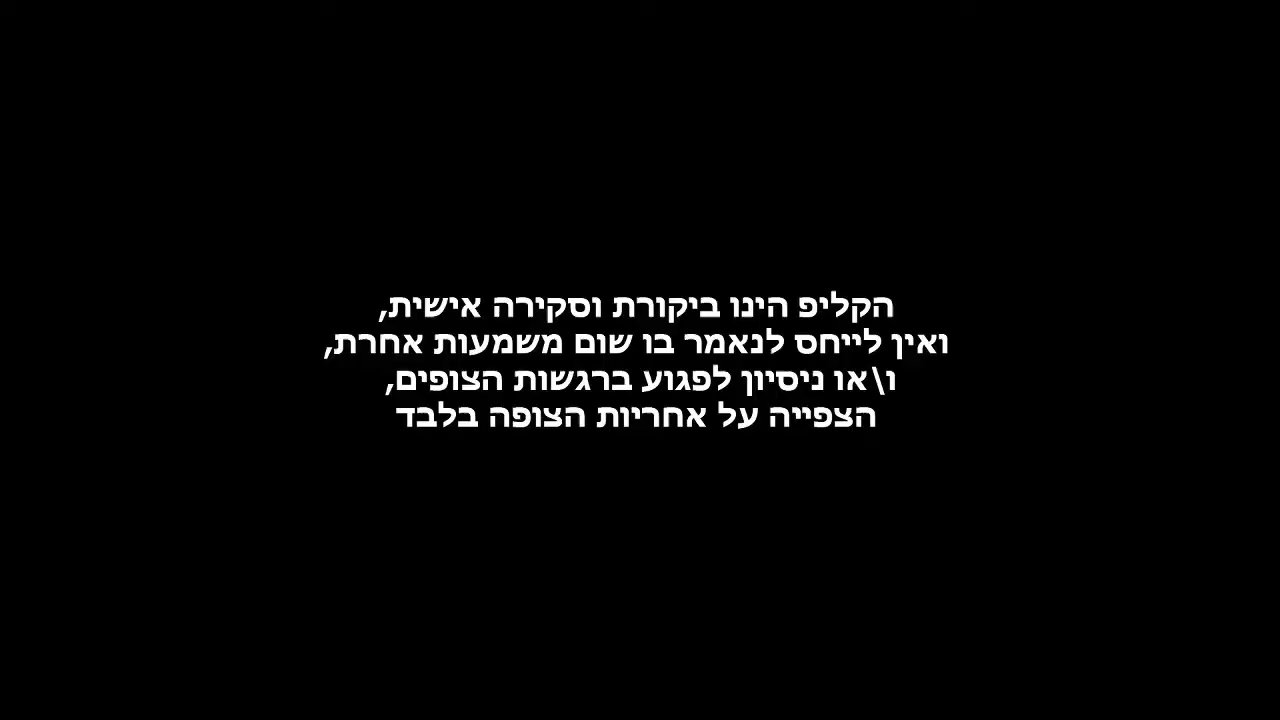 הקליפ הינו ביקורת וסקירה אישית,
ואין לייחס לנאמר בו שום משמעות אחרת,
ו\או ניסיון לפגוע ברגשות הצופים,
הצפייה על אחריות הצופה בלבד